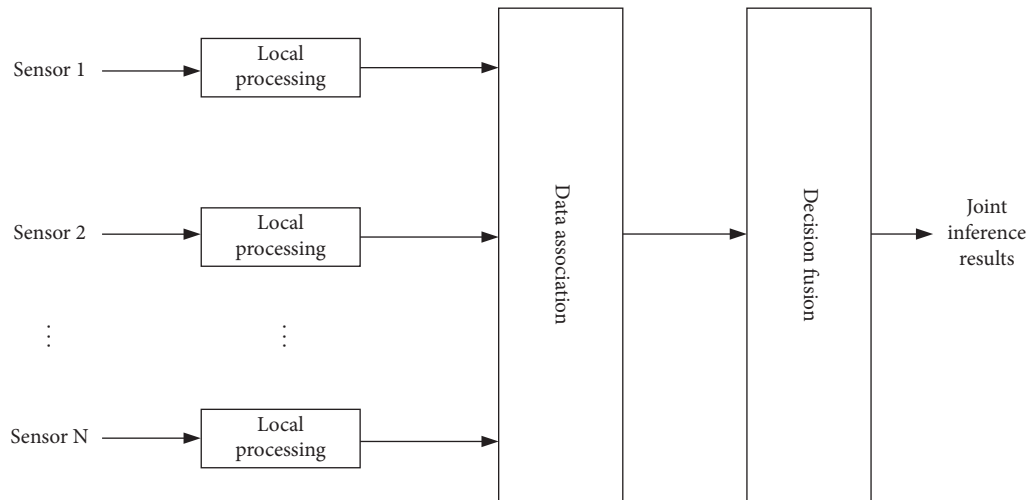 Sensor 1
Local
processing
Sensor 2
Local
processing
Sensor N
Local
processing
Data association
Decision fusion
Joint
inference
results